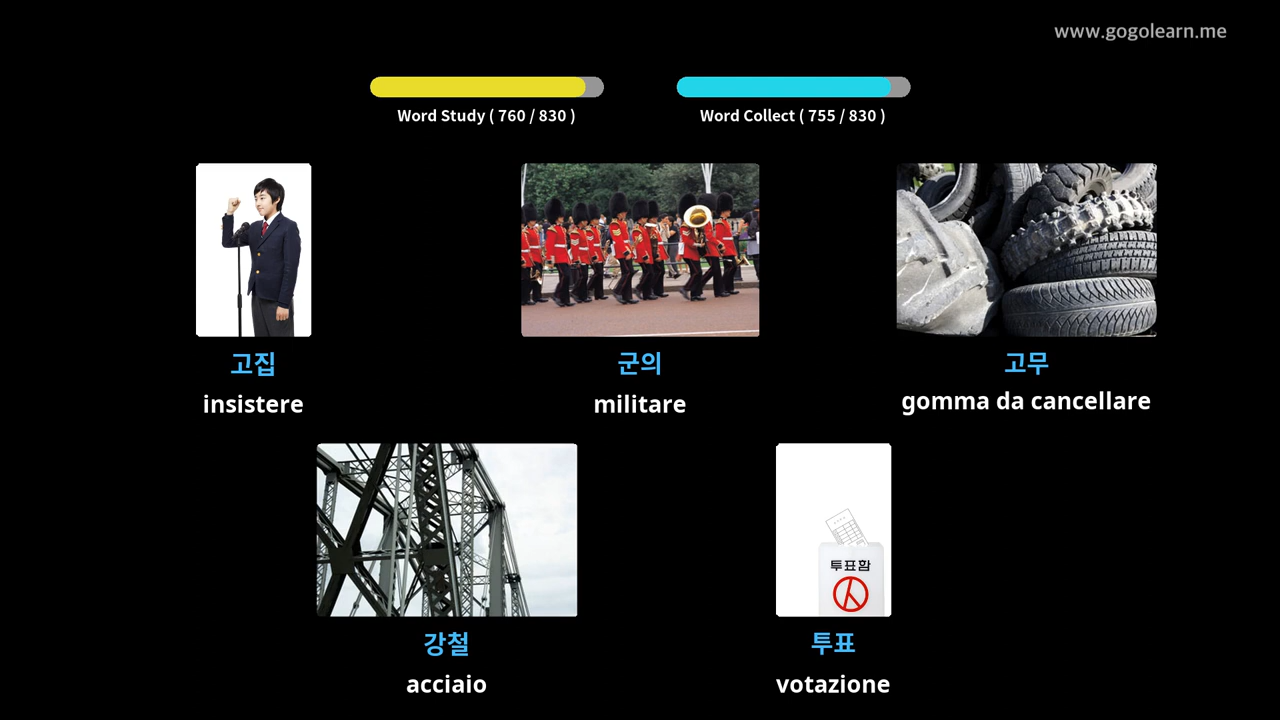 www.gogolearn.me
Word Study ( 760 / 830 )
Word Collect ( 755 / 830 )
고집
insistere
군의
militare
고무
gomma da cancellare
투표함
강철
acciaio
투표
votazione